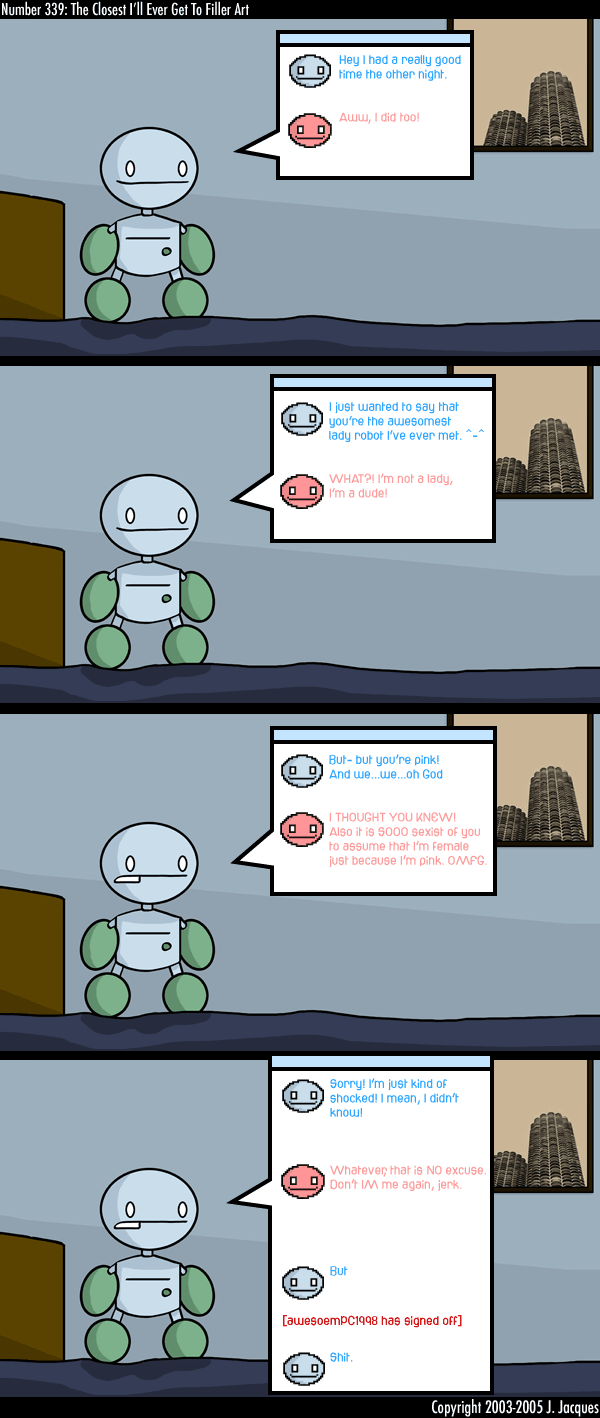 Number 339: The Closest I'll Ever Get To Filler Art
Hey I had a really good
time the other night.
Aww, I did too!
I just wanted to say that
you're the awesomest
lady robot I've ever met. ^-^
WHAT?! I'm not a lady,
I'm a dude!
But- but you're pink!
And we...we...oh God
I THOUGHT YOU KNEW!
Also it is SOOO sexist of you
to assume that I'm female
just because I'm pink. OMFG.
Sorry! I'm just kind of
shocked! I mean, I didn't
know!
Whatever, that is NO excuse.
Don't IM me again, jerk.
But
[awesoemPC1998 has signed off]
Shit.
Copyright 2003-2005 J. Jacques